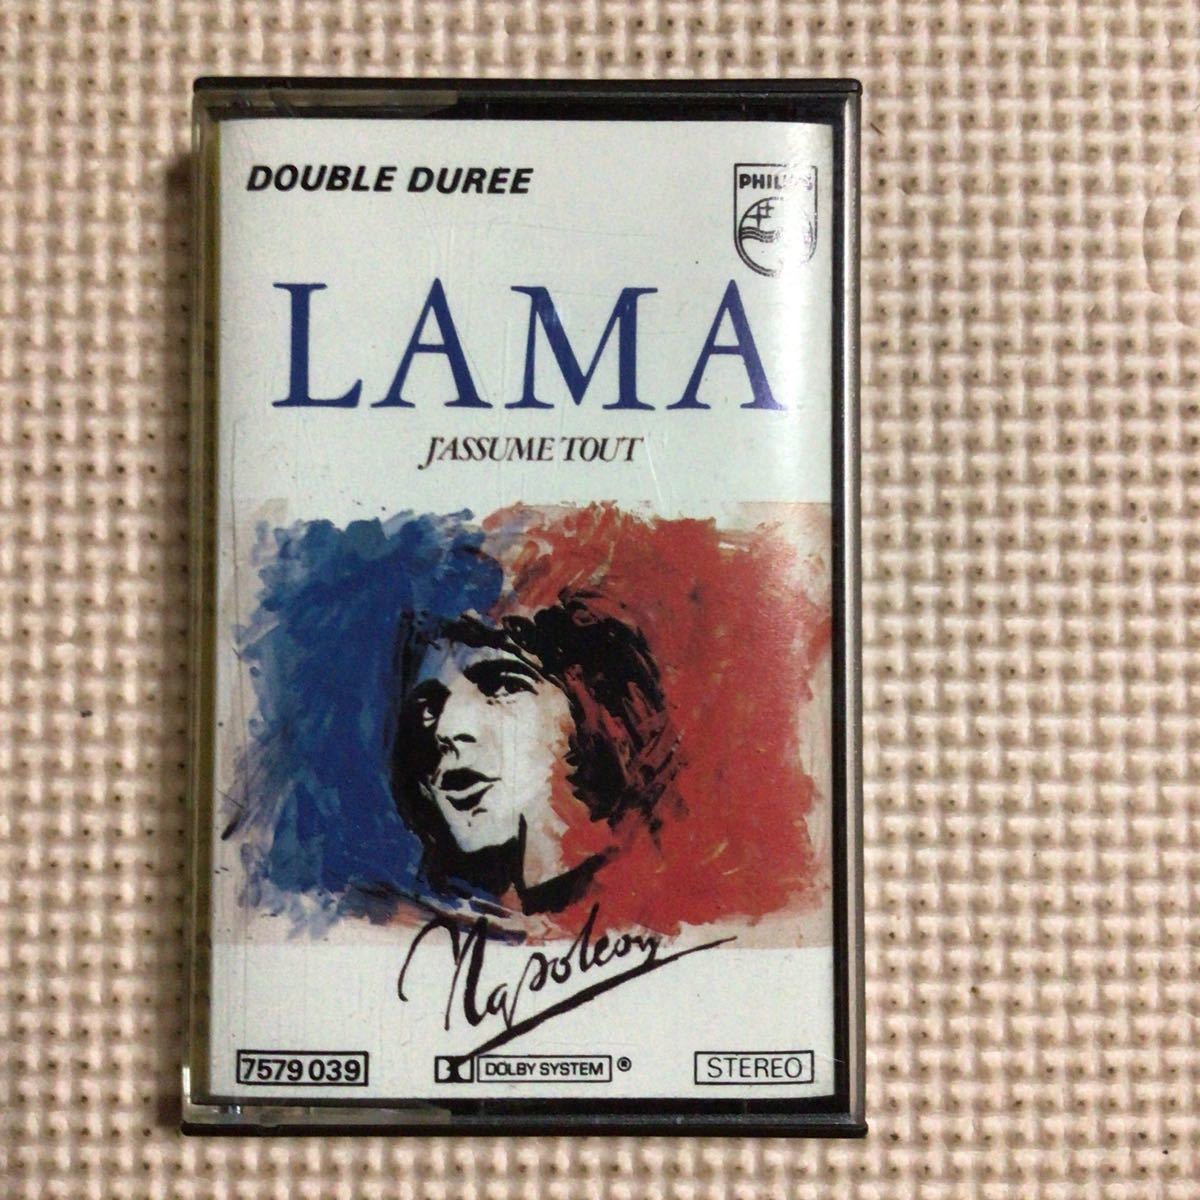 DOUBLE DUREE
PHILIPS
LAMA
J'ASSUME TOUT
Napoleon
7579 039
DOLBY SYSTEM ®
STEREO